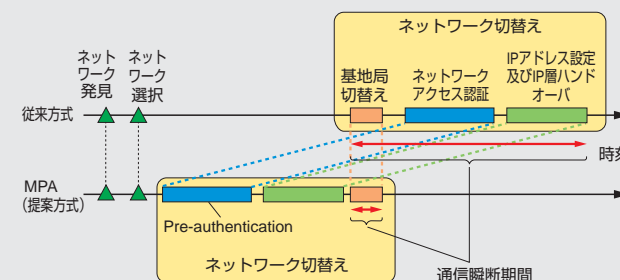 ネットワーク切替え
ネット
ワーク
発見
ネット
ワーク
選択
基地局
切替え
ネットワーク
アクセス認証
IPアドレス設定
及びIP層ハンド
オーバ
従来方式
時刻
MPA
（提案方式）
Pre-authentication
ネットワーク切替え
通信瞬断期間